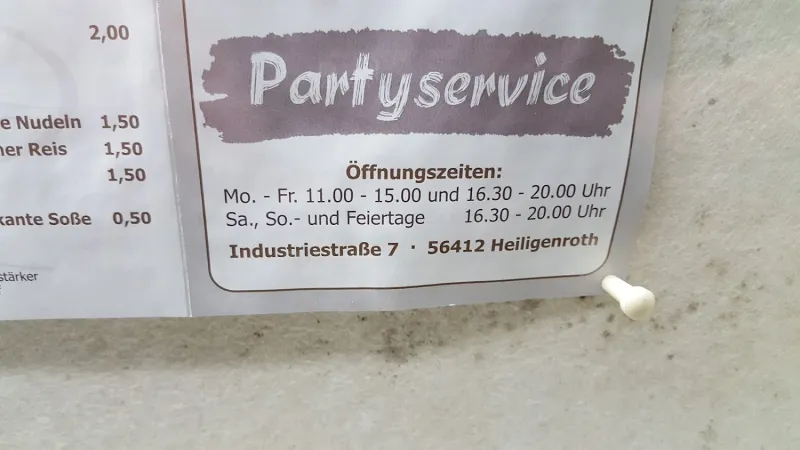 2,00
e Nudeln 1,50
ner Reis 1,50
1,50
kante Soße 0,50
stärker
Partyservice
Öffnungszeiten:
Mo. - Fr. 11.00 - 15.00 und 16.30 - 20.00 Uhr
Sa., So.- und Feiertage 16.30 - 20.00 Uhr
Industriestraße 7 · 56412 Heiligenroth